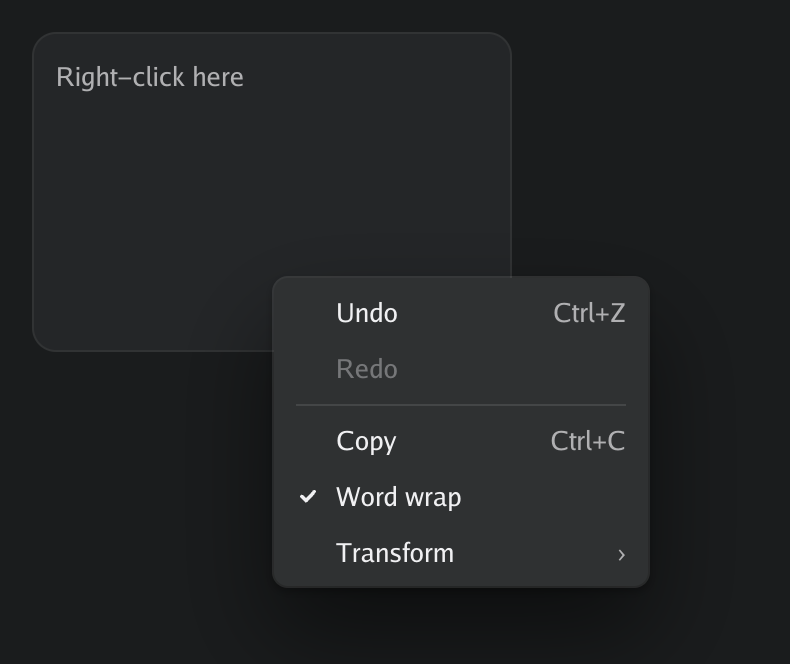 Right–click here
Undo Ctrl+Z
Redo
Copy Ctrl+C
Word wrap
Transform